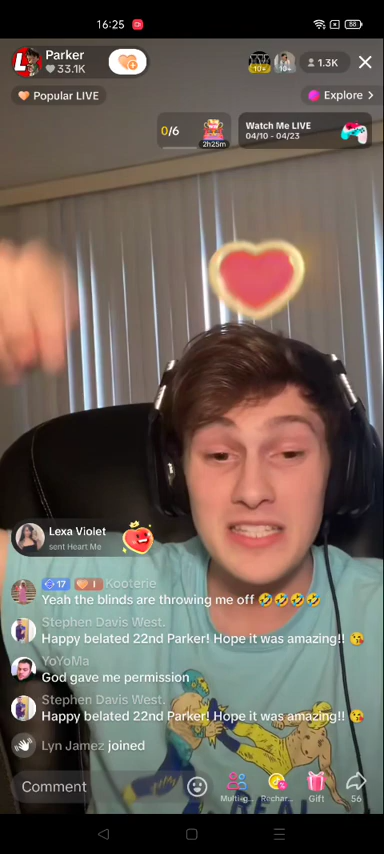 16:25
88
Parker
33.1K
10+
10+
1.3K
Popular LIVE
Explore >
0/6
2h25m
Watch Me LIVE
04/10 - 04/23
Lexa Violet
sent Heart Me
17
I
Kooterie
Yeah the blinds are throwing me off 🤣🤣🤣🤣
Stephen Davis West.
Happy belated 22nd Parker! Hope it was amazing!! 😘
YoYoMa
God gave me permission
Stephen Davis West.
Happy belated 22nd Parker! Hope it was amazing!! 😘
Lyn Jamez joined
Comment
Multi-g...
Rechar...
Gift
56